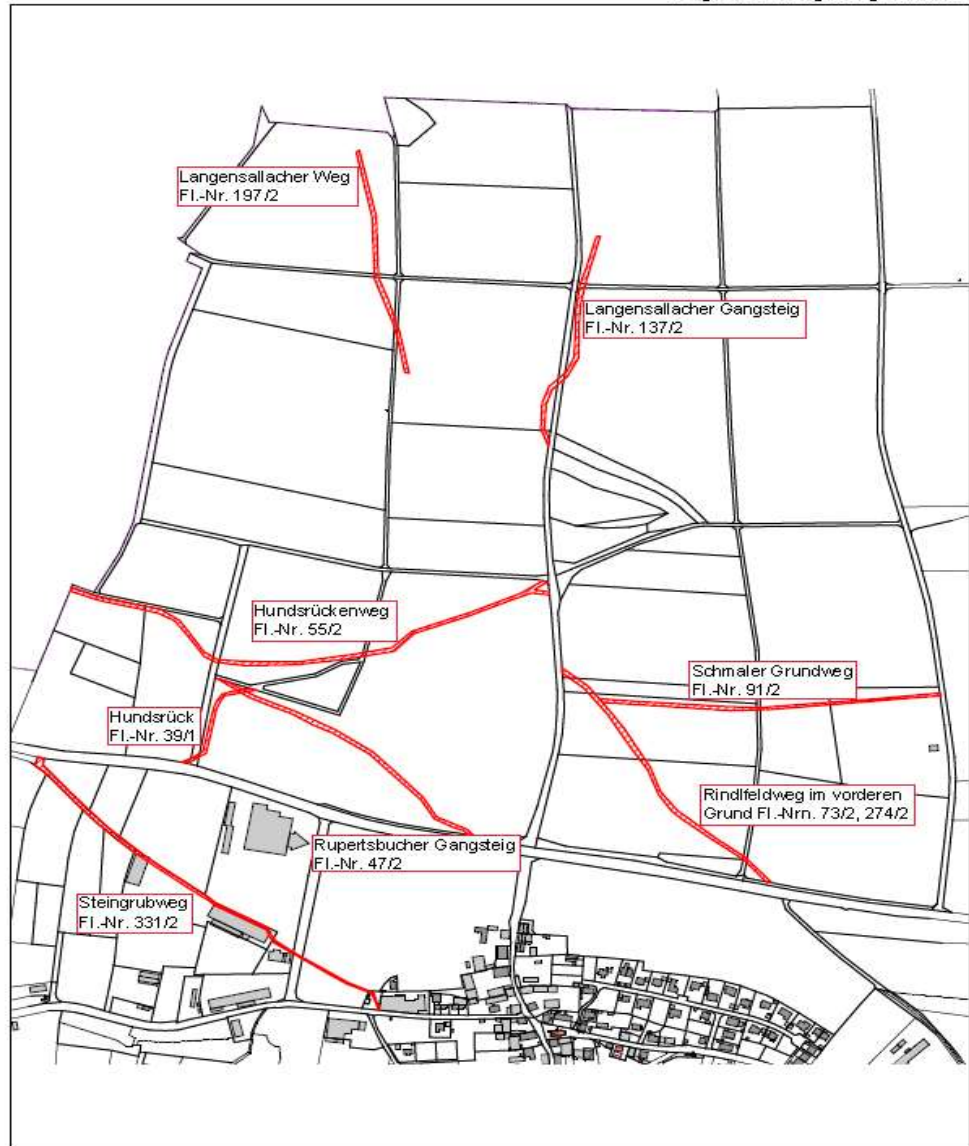 Langensallacher Weg
Fl.-Nr. 197/2
Langensallacher Gangsteig
Fl.-Nr. 137/2
Hundsrückenweg
Fl.-Nr. 55/2
Schmaler Grundweg
Fl.-Nr. 91/2
Hundsrück
Fl.-Nr. 39/1
Rindlfeldweg im vorderen
Grund Fl.-Nrn. 73/2, 274/2
Rupertsbucher Gangsteig
Fl.-Nr. 47/2
Steingrubweg
Fl.-Nr. 331/2